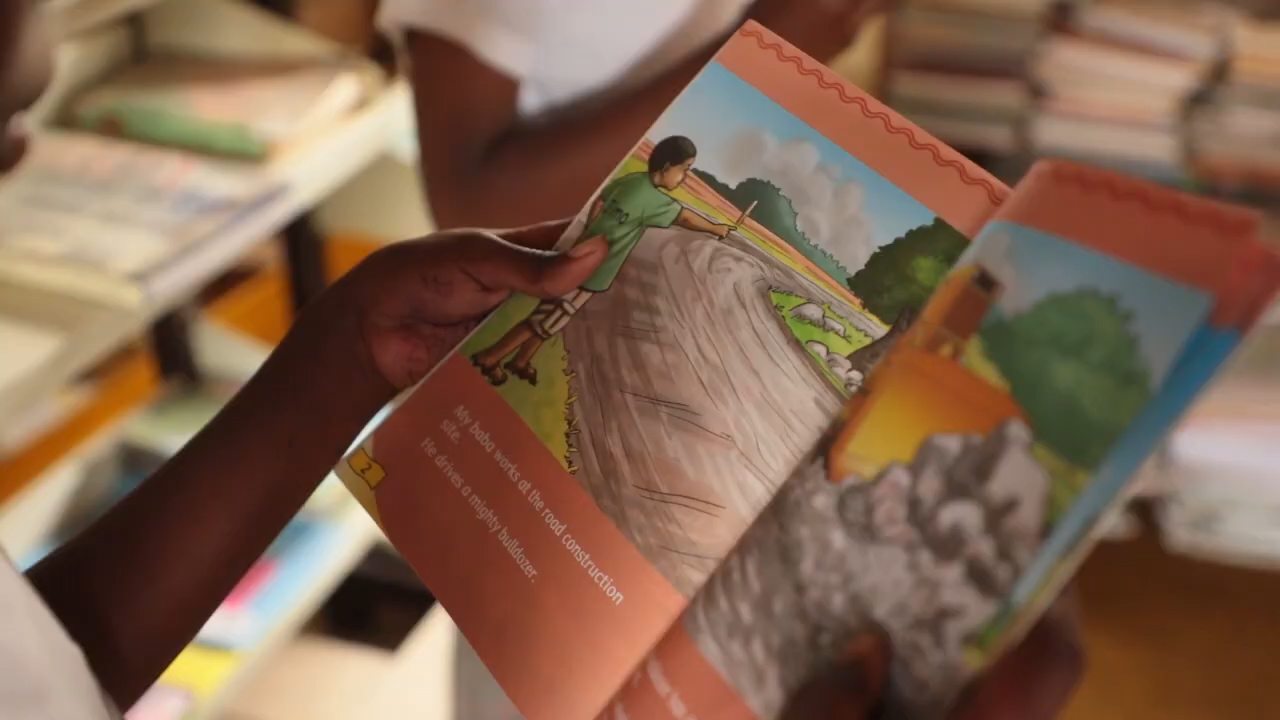 My baba works at the road construction
site.
He drives a mighty bulldozer.
2